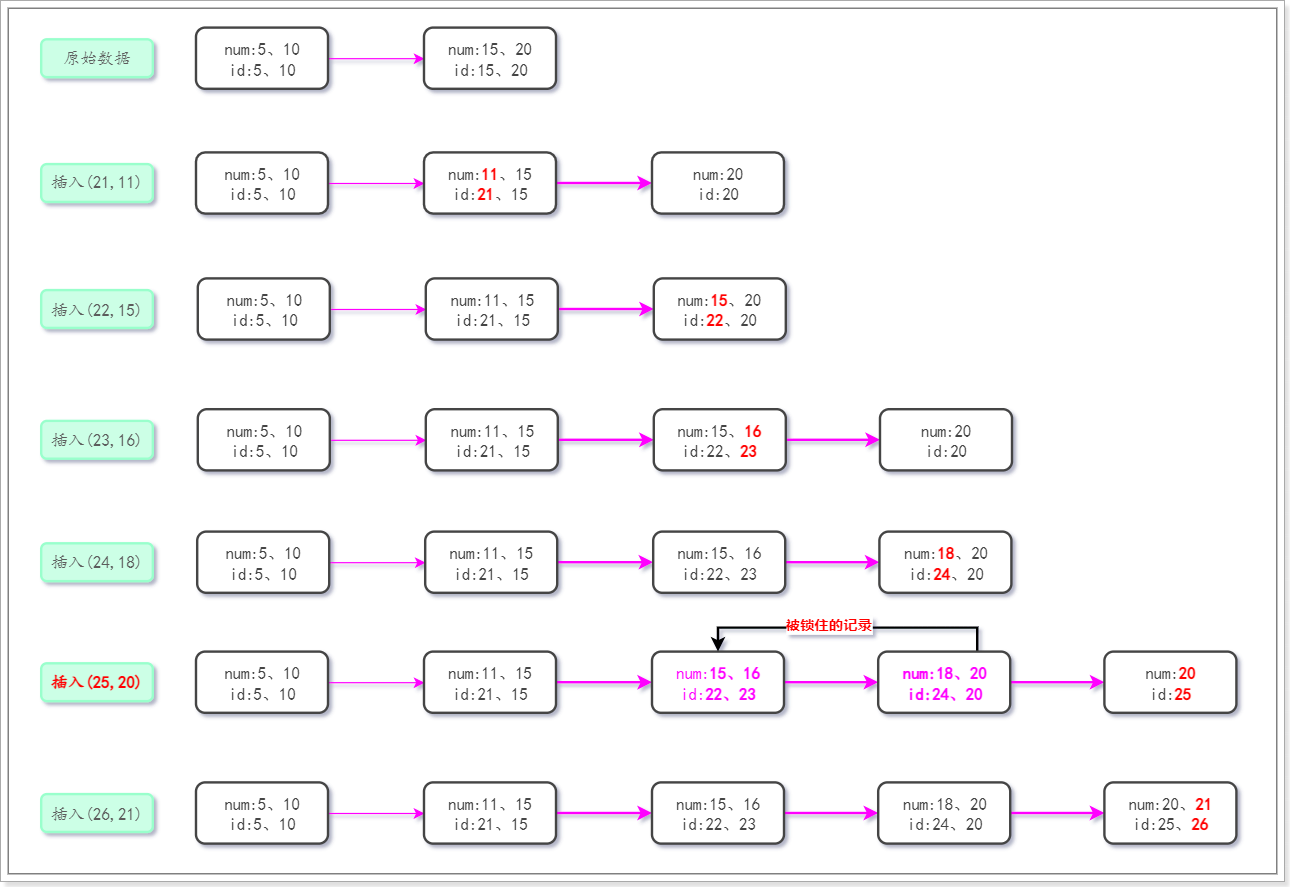 原始数据
num:5、10
id:5、10
num:15、20
id:15、20
插入(21,11)
num:5、10
id:5、10
num:11、15
id:21、15
num:20
id:20
插入(22,15)
num:5、10
id:5、10
num:11、15
id:21、15
num:15、20
id:22、20
插入(23,16)
num:5、10
id:5、10
num:11、15
id:21、15
num:15、16
id:22、23
num:20
id:20
插入(24,18)
num:5、10
id:5、10
num:11、15
id:21、15
num:15、16
id:22、23
num:18、20
id:24、20
被锁住的记录
插入(25,20)
num:5、10
id:5、10
num:11、15
id:21、15
num:15、16
id:22、23
num:18、20
id:24、20
num:20
id:25
插入(26,21)
num:5、10
id:5、10
num:11、15
id:21、15
num:15、16
id:22、23
num:18、20
id:24、20
num:20、21
id:25、26